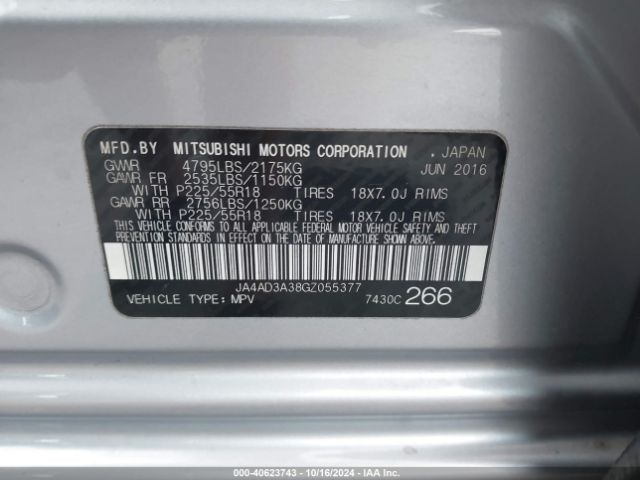 MFD.BY MITSUBISHI MOTORS CORPORATION . JAPAN
GVWR 4795LBS/2175KG JUN 2016
GAWR FR 2535LBS/1150KG
WITH P225/55R18 TIRES 18X7.0J RIMS
GAWR RR 2756LBS/1250KG
WITH P225/55R18 TIRES 18X7.0J RIMS
THIS VEHICLE CONFORMS TO ALL APPLICABLE FEDERAL MOTOR VEHICLE SAFETY AND THEFT
PREVENTION STANDARDS IN EFFECT ON THE DATE OF MANUFACTURE SHOWN ABOVE.
JA4AD3A38GZ055377
VEHICLE TYPE: MPV 7430C 266
000-40623743 - 10/16/2024 - IAAI.COM